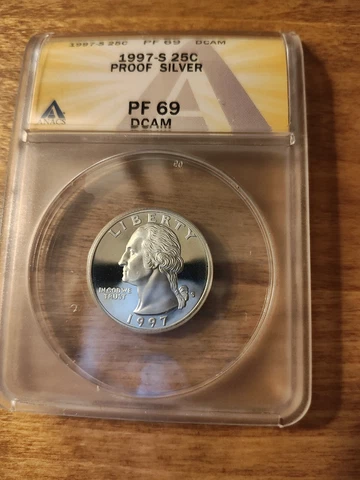 1997-S 25C PF 69 DCAM
1997-S 25C
PROOF SILVER
PF 69
DCAM
ANACS
LIBERTY
IN GOD WE
TRUST
S
1997